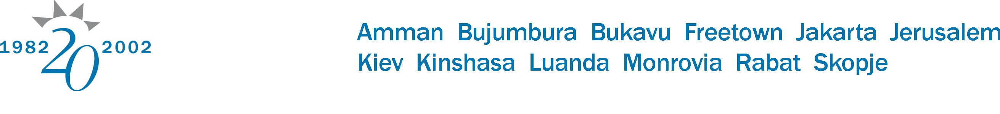 1982 20 2002
Amman Bujumbura Bukavu Freetown Jakarta Jerusalem
Kiev Kinshasa Luanda Monrovia Rabat Skopje